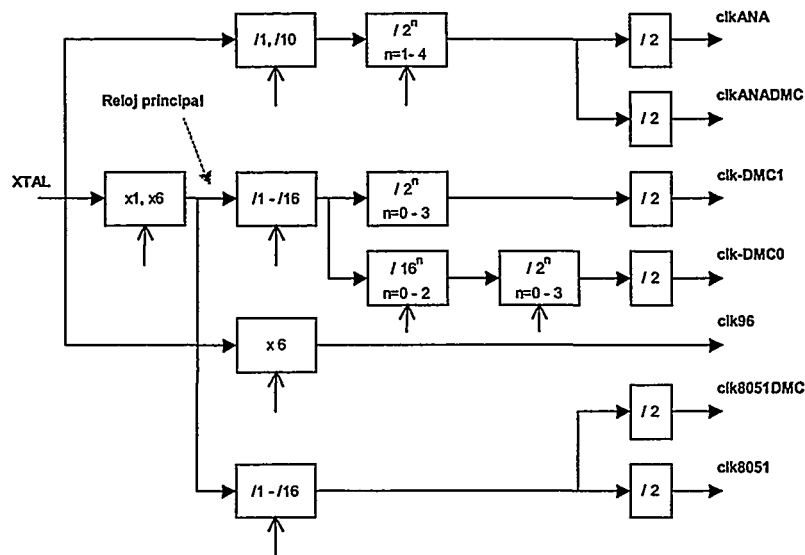 /1, /10
/ 2ⁿ
n=1- 4
/ 2
clkANA
/ 2
clkANADMC
Reloj principal
XTAL
x1, x6
/1 - /16
/ 2ⁿ
n=0 - 3
/ 2
clk-DMC1
/ 16ⁿ
n=0 - 2
/ 2ⁿ
n=0 - 3
/ 2
clk-DMC0
x 6
clk96
/ 2
clk8051DMC
/1 - /16
/ 2
clk8051